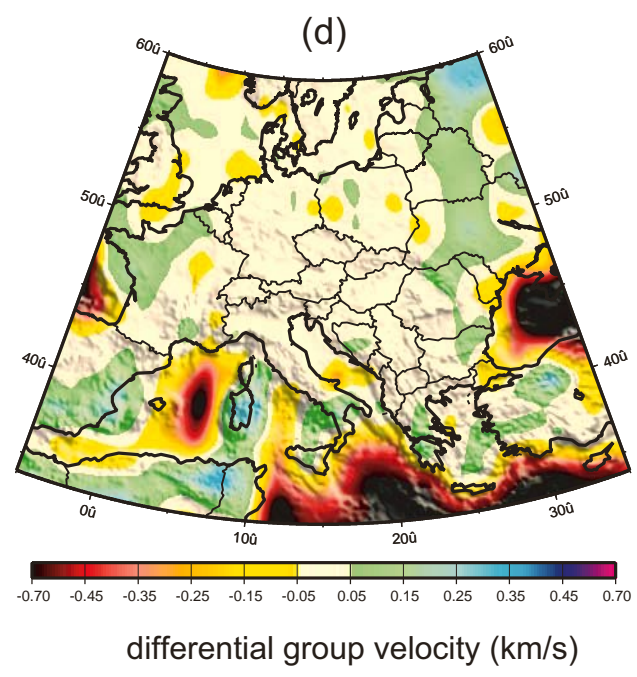 (d)
60û 60û
50û 50û
40û 40û
0û 10û 20û 30û
-0.70 -0.45 -0.35 -0.25 -0.15 -0.05 0.05 0.15 0.25 0.35 0.45 0.70
differential group velocity (km/s)